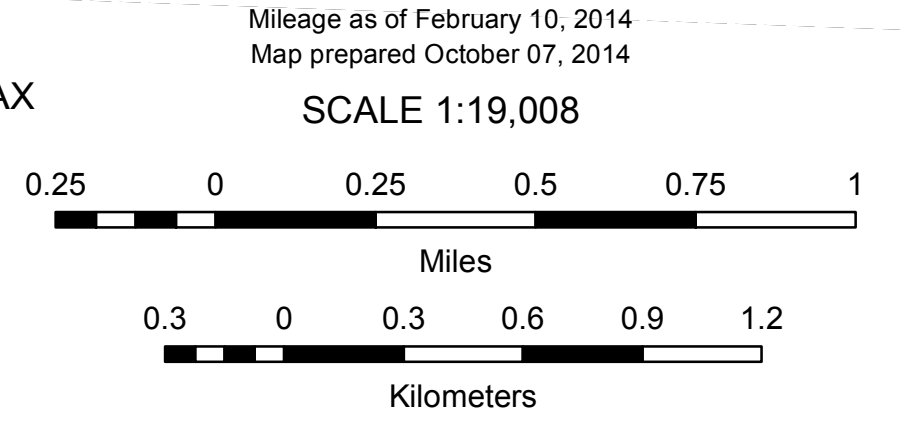 Mileage as of February 10, 2014
Map prepared October 07, 2014
AX
SCALE 1:19,008
0.25 0 0.25 0.5 0.75 1
Miles
0.3 0 0.3 0.6 0.9 1.2
Kilometers